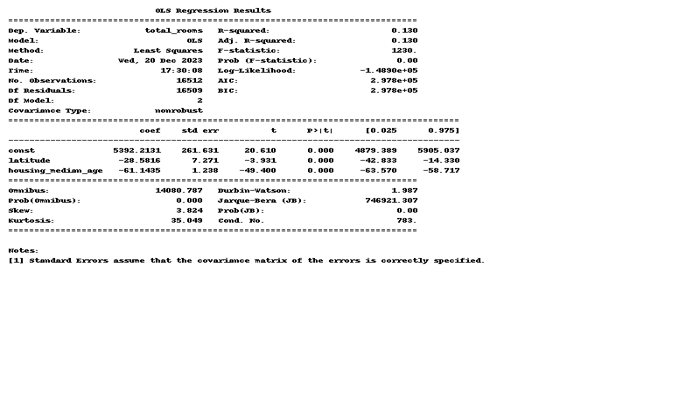 OLS Regression Results
==============================================================================
Dep. Variable: total_rooms R-squared: 0.130
Model: OLS Adj. R-squared: 0.130
Method: Least Squares F-statistic: 1230.
Date: Wed, 20 Dec 2023 Prob (F-statistic): 0.00
Time: 17:30:08 Log-Likelihood: -1.4890e+05
No. Observations: 16512 AIC: 2.978e+05
Df Residuals: 16509 BIC: 2.978e+05
Df Model: 2
Covariance Type: nonrobust
======================================================================================
coef std err t P>|t| [0.025 0.975]
--------------------------------------------------------------------------------------
const 5392.2131 261.631 20.610 0.000 4879.389 5905.037
latitude -28.5816 7.271 -3.931 0.000 -42.833 -14.330
housing_median_age -61.1435 1.238 -49.400 0.000 -63.570 -58.717
==============================================================================
Omnibus: 14080.787 Durbin-Watson: 1.987
Prob(Omnibus): 0.000 Jarque-Bera (JB): 746921.307
Skew: 3.824 Prob(JB): 0.00
Kurtosis: 35.049 Cond. No. 783.
==============================================================================
Notes:
[1] Standard Errors assume that the covariance matrix of the errors is correctly specified.